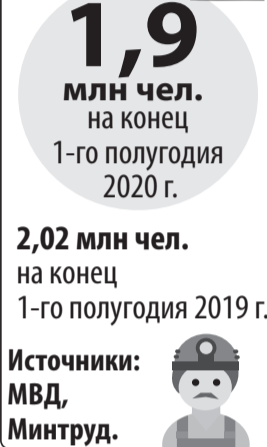 1,9
млн чел.
на конец
1-го полугодия
2020 г.
2,02 млн чел.
на конец
1-го полугодия 2019 г.
Источники:
МВД,
Минтруд.